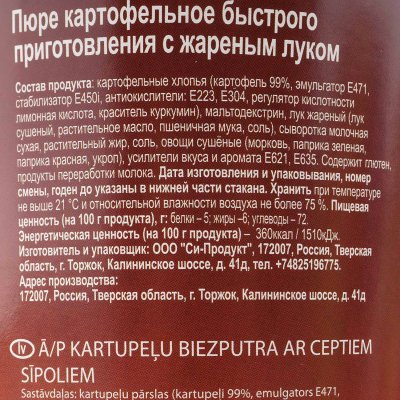 Пюре картофельное быстрого
приготовления с жареным луком
Состав продукта: картофельные хлопья (картофель 99%, эмульгатор Е471,
стабилизатор Е450i, антиокислители: Е223, Е304, регулятор кислотности
лимонная кислота, краситель куркумин), мальтодекстрин, лук жареный (лук
сушеный, растительное масло, пшеничная мука, соль), сыворотка молочная
сухая, растительный жир, соль, овощи сушёные (морковь, паприка зеленая,
паприка красная, укроп), усилители вкуса и аромата Е621, Е635. Содержит глютен,
продукты переработки молока. Дата изготовления и упаковывания, номер
смены, годен до указаны в нижней части стакана. Хранить при температуре
не выше 21 °С и относительной влажности воздуха не более 75 %. Пищевая
ценность (на 100 г продукта), г: белки – 5; жиры –6; углеводы – 72.
Энергетическая ценность (на 100 г продукта) – 360ккал / 1510кДж.
Изготовитель и упаковщик: ООО "Си-Продукт", 172007, Россия, Тверская
область, г. Торжок, Калининское шоссе, д. 41д, тел. +74825196775.
Адрес производства:
172007, Россия, Тверская область, г. Торжок, Калининское шоссе, д. 41д
lv Ā/P KARTUPEĻU BIEZPUTRA AR CEPTIEM
SĪPOLIEM
Sastāvdaļas: kartupeļu pārslas (kartupeļi 99%, emulgators E471,